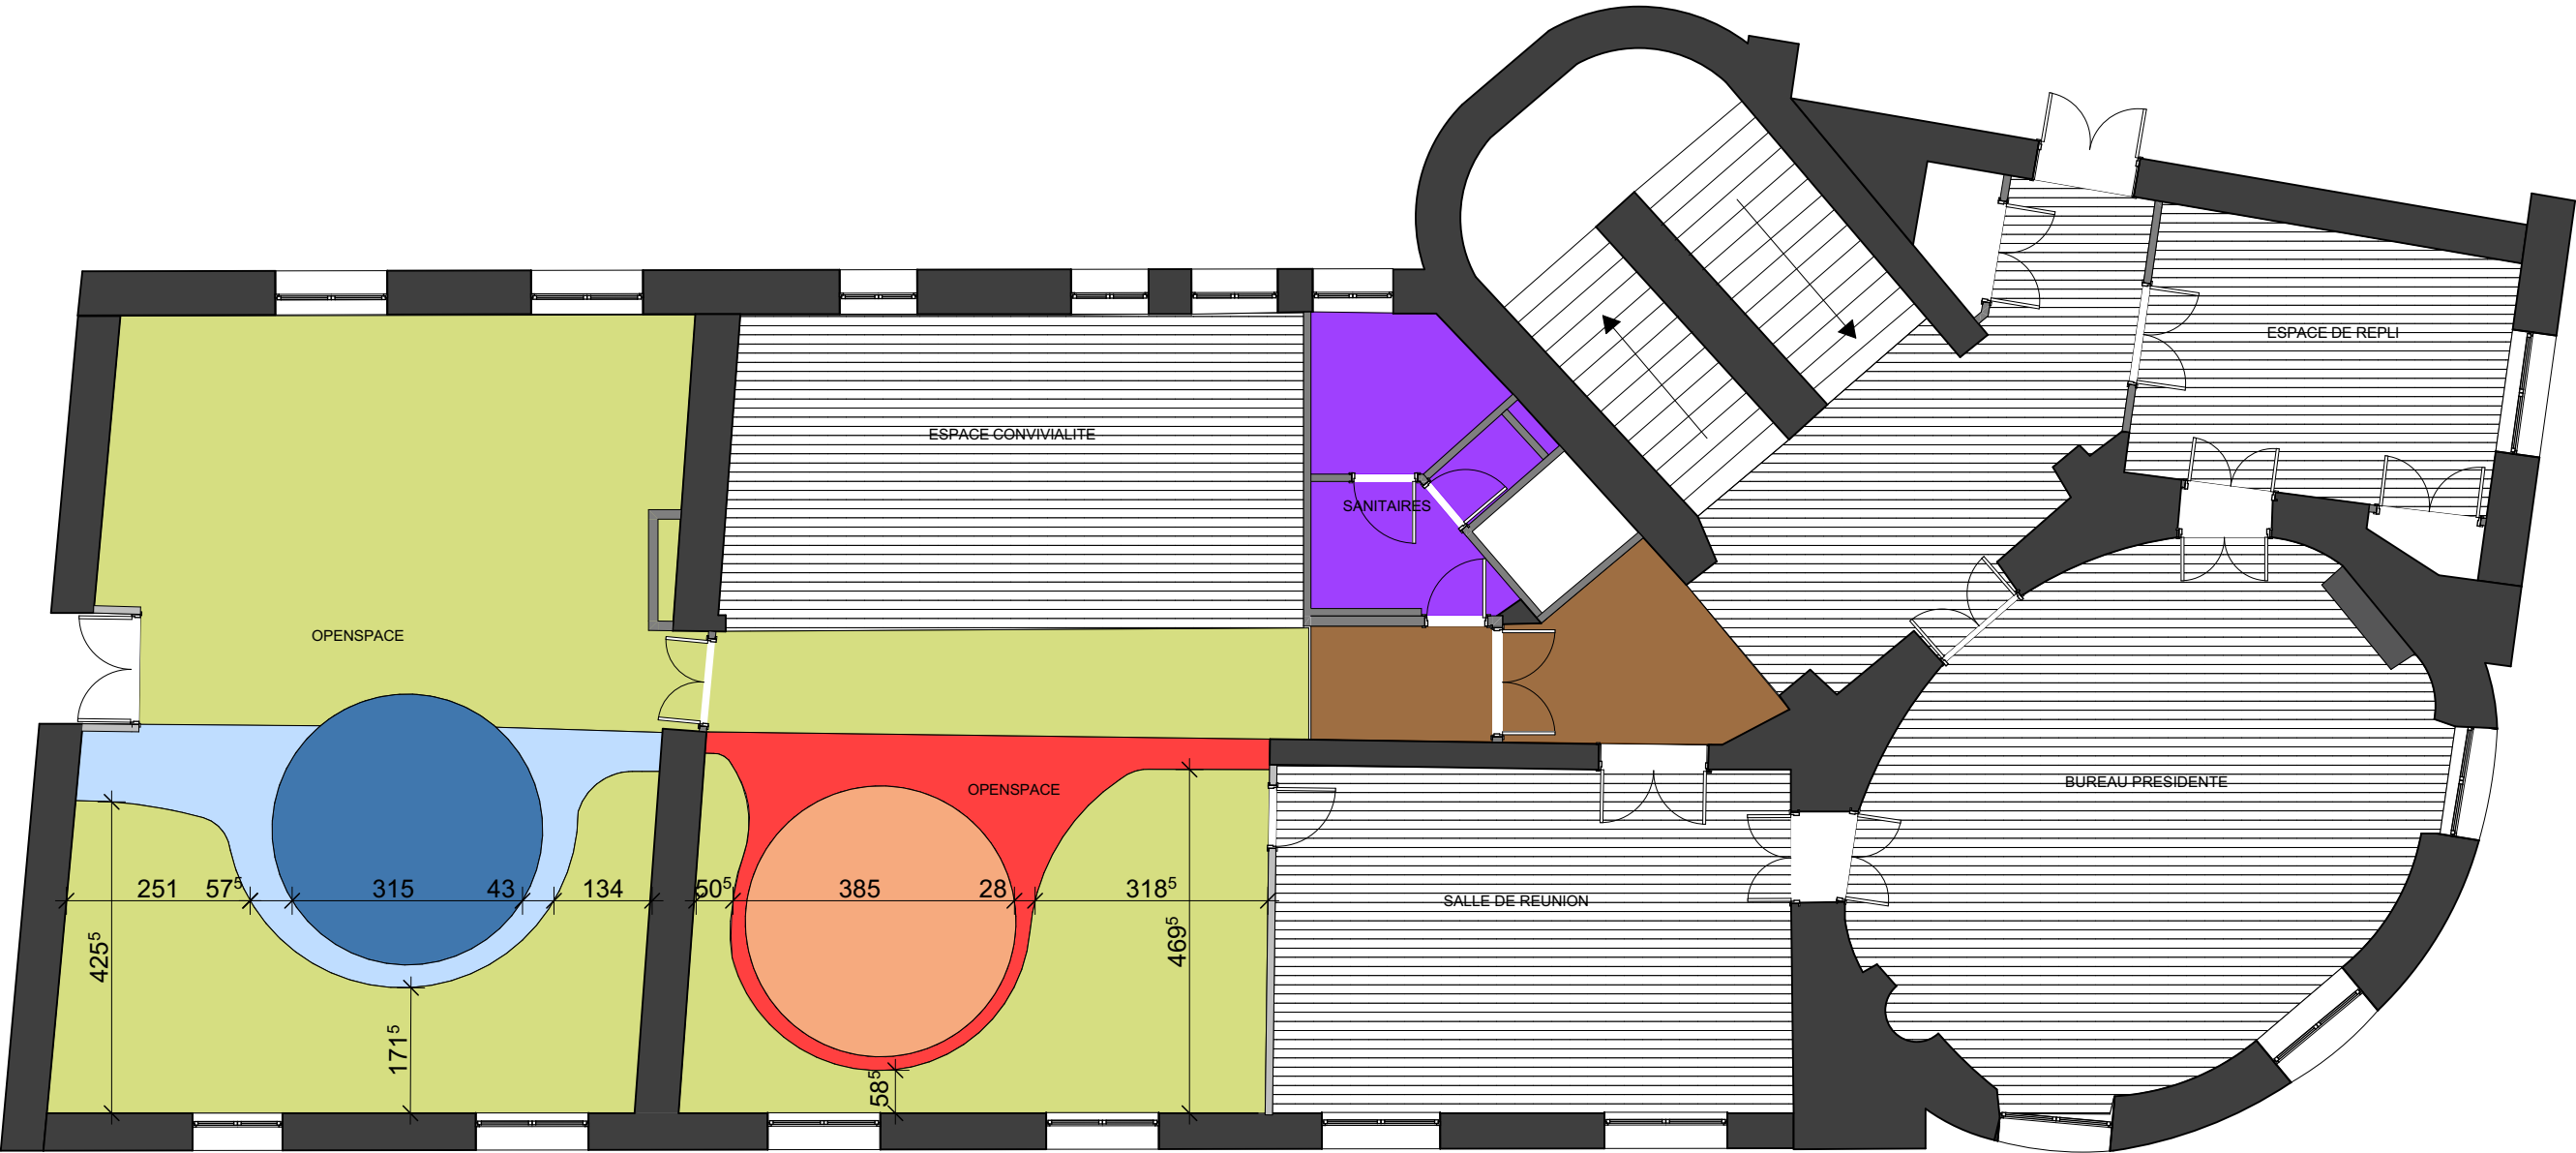 ESPACE DE REPLI
ESPACE CONVIVIALITE
SANITAIRES
OPENSPACE
BUREAU PRESIDENTE
OPENSPACE
251 57⁵ 315 43 134 50⁵ 385 28 318⁵
SALLE DE REUNION
425⁵
469⁵
171⁵
58⁵